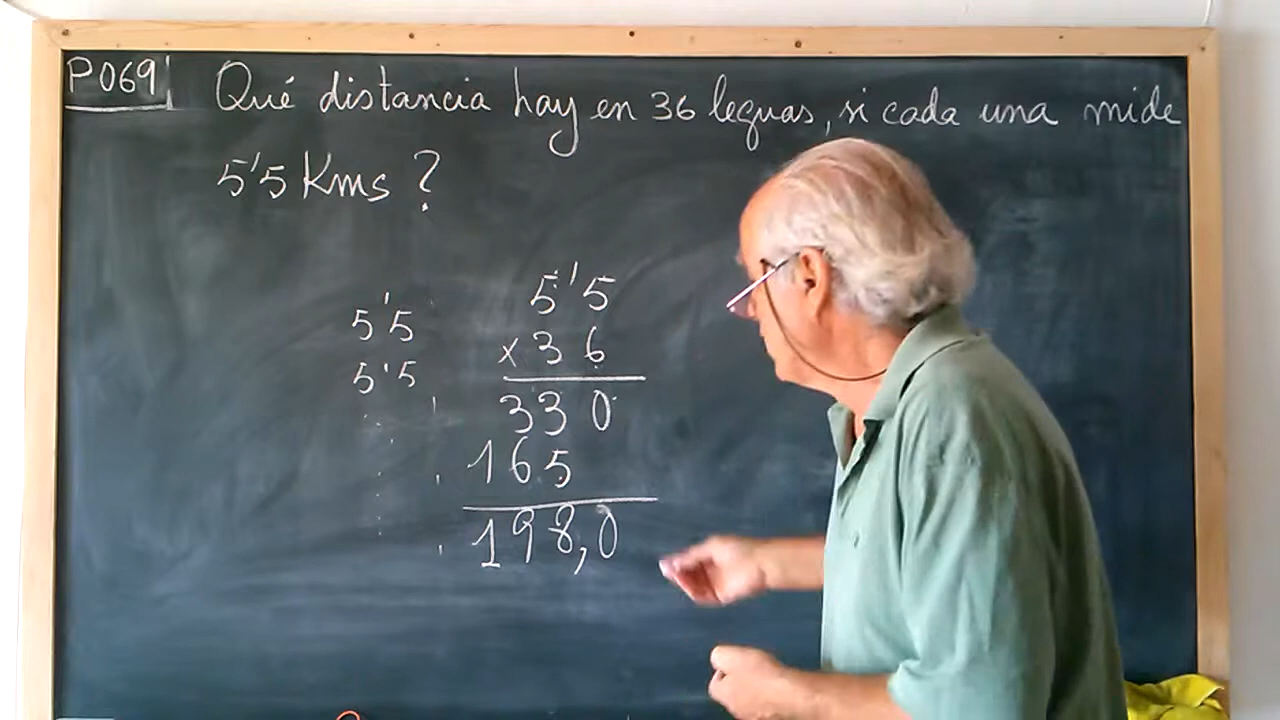 P069
Qué distancia hay en 36 leguas, si cada una mide
5'5 Kms ?
5'5
5'5
5'5
x 3 6
3 3 0
1 6 5
1 9 8,0